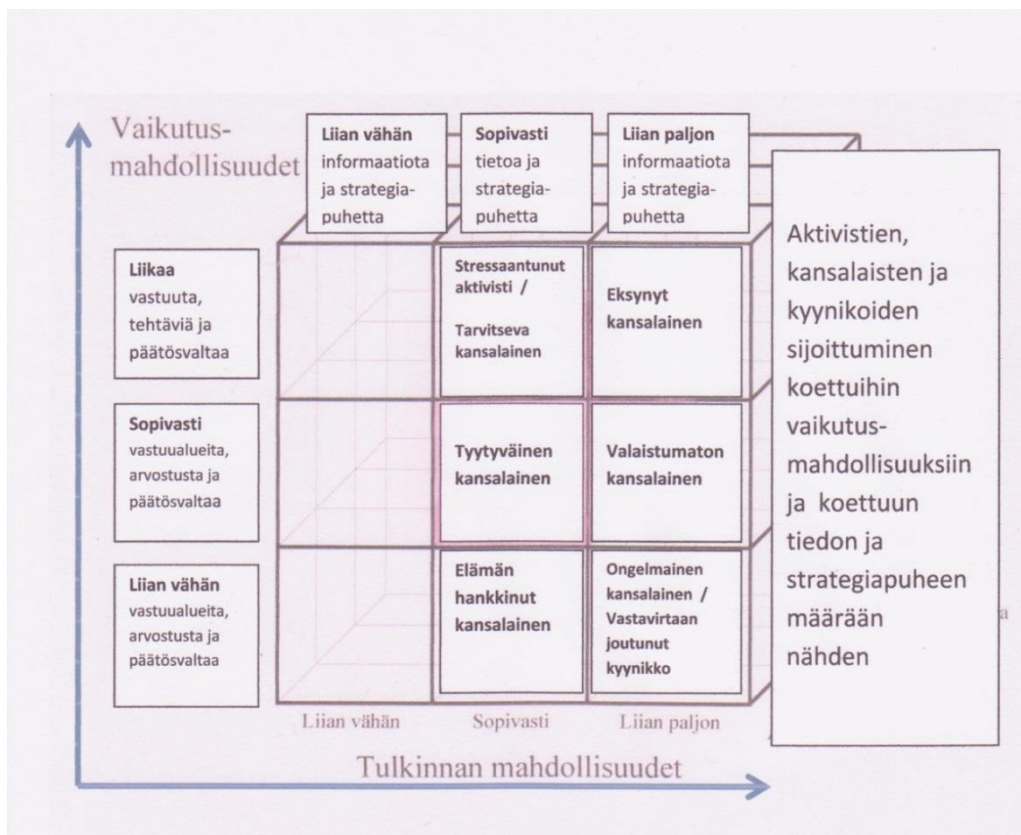 Vaikutus-
mahdollisuudet
Liian vähän
informaatiota
ja strategia-
puhetta
Sopivasti
tietoa ja
strategia-
puhetta
Liian paljon
informaatiota
ja strategia-
puhetta
Liikaa
vastuuta,
tehtäviä ja
päätösvaltaa
Stressaantunut
aktivisti /
Tarvitseva
kansalainen
Eksynyt
kansalainen
Sopivasti
vastuualueita,
arvostusta ja
päätösvaltaa
Tyytyväinen
kansalainen
Valaistumaton
kansalainen
Liian vähän
vastuualueita,
arvostusta ja
päätösvaltaa
Elämän
hankkinut
kansalainen
Ongelmainen
kansalainen /
Vastavirtaan
joutunut
kyynikko
Aktivistien,
kansalaisten ja
kyynikoiden
sijoittuminen
koettuihin
vaikutus-
mahdollisuuksiin
ja koettuun
tiedon ja
strategiapuheen
määrään
nähden
Liian vähän
Sopivasti
Liian paljon
Tulkinnan mahdollisuudet